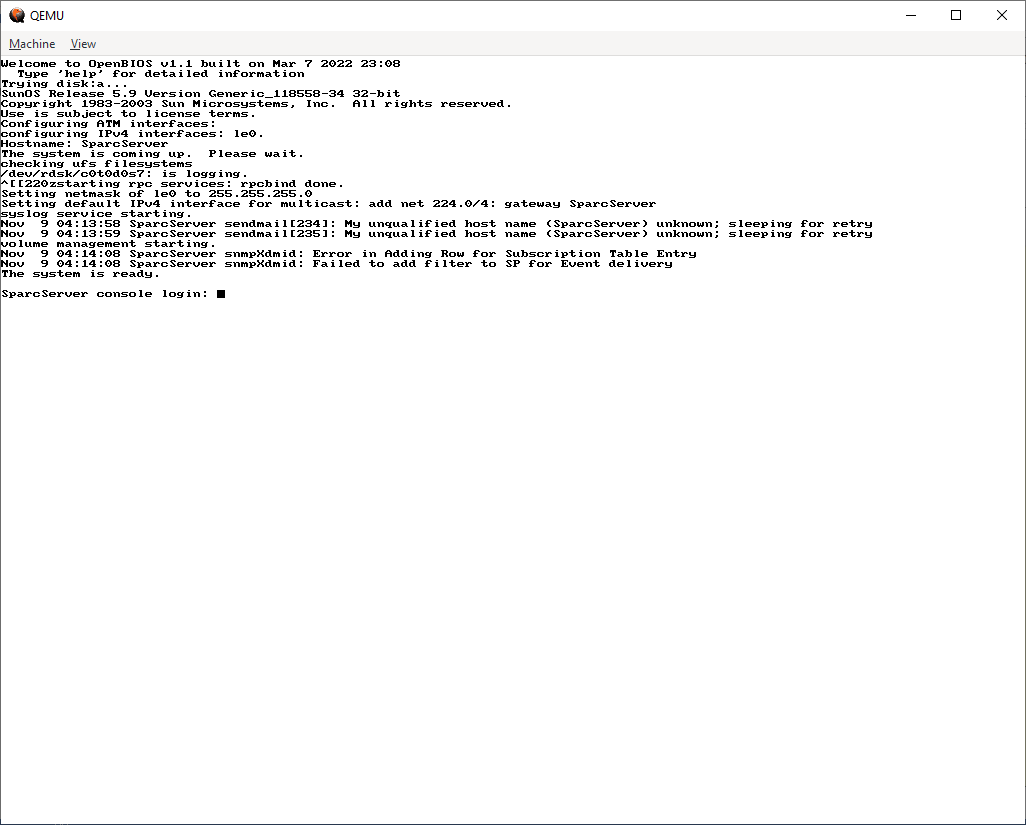 QEMU
Machine View
Welcome to OpenBIOS v1.1 built on Mar 7 2022 23:08
  Type 'help' for detailed information
Trying disk:a...
SunOS Release 5.9 Version Generic_118558-34 32-bit
Copyright 1983-2003 Sun Microsystems, Inc.  All rights reserved.
Use is subject to license terms.
Configuring ATM interfaces:
configuring IPv4 interfaces: le0.
Hostname: SparcServer
The system is coming up.  Please wait.
checking ufs filesystems
/dev/rdsk/c0t0d0s7: is logging.
^[[220zstarting rpc services: rpcbind done.
Setting netmask of le0 to 255.255.255.0
Setting default IPv4 interface for multicast: add net 224.0/4: gateway SparcServer
syslog service starting.
Nov  9 04:13:58 SparcServer sendmail[234]: My unqualified host name (SparcServer) unknown; sleeping for retry
Nov  9 04:13:59 SparcServer sendmail[235]: My unqualified host name (SparcServer) unknown; sleeping for retry
volume management starting.
Nov  9 04:14:08 SparcServer snmpXdmid: Error in Adding Row for Subscription Table Entry
Nov  9 04:14:08 SparcServer snmpXdmid: Failed to add filter to SP for Event delivery
The system is ready.
SparcServer console login: